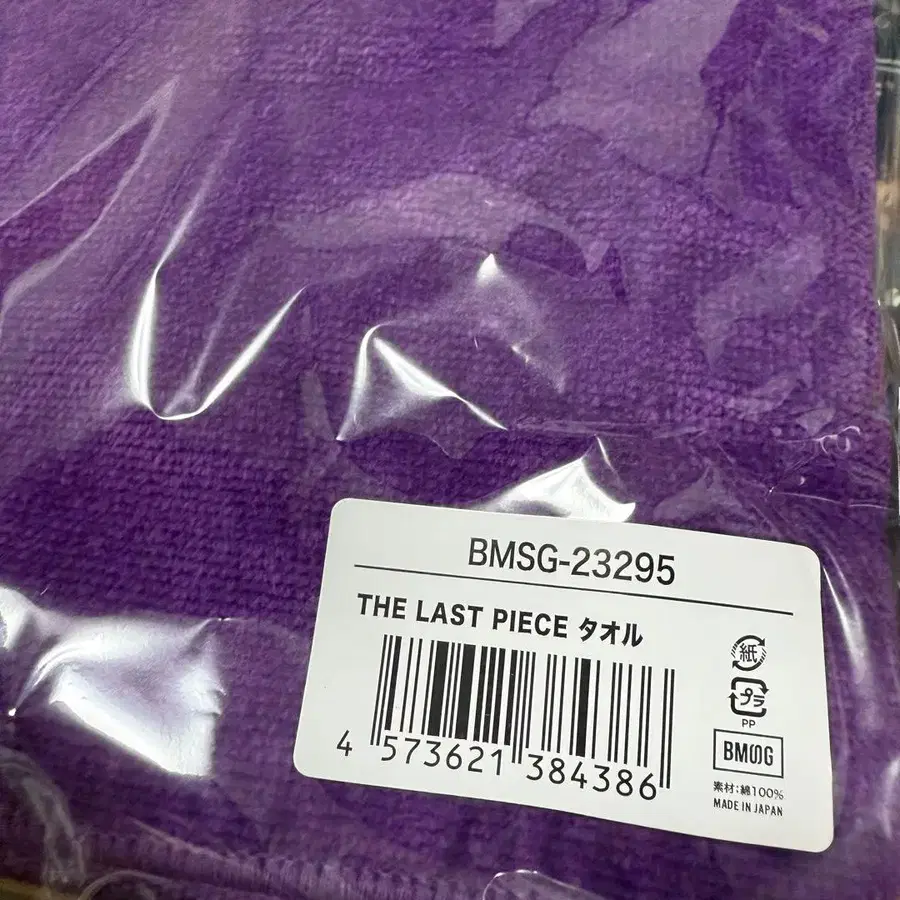 BMSG-23295
THE LAST PIECE タオル
4 573621 384386
紙
プラ
PP
BMSG
素材:綿100%
MADE IN JAPAN